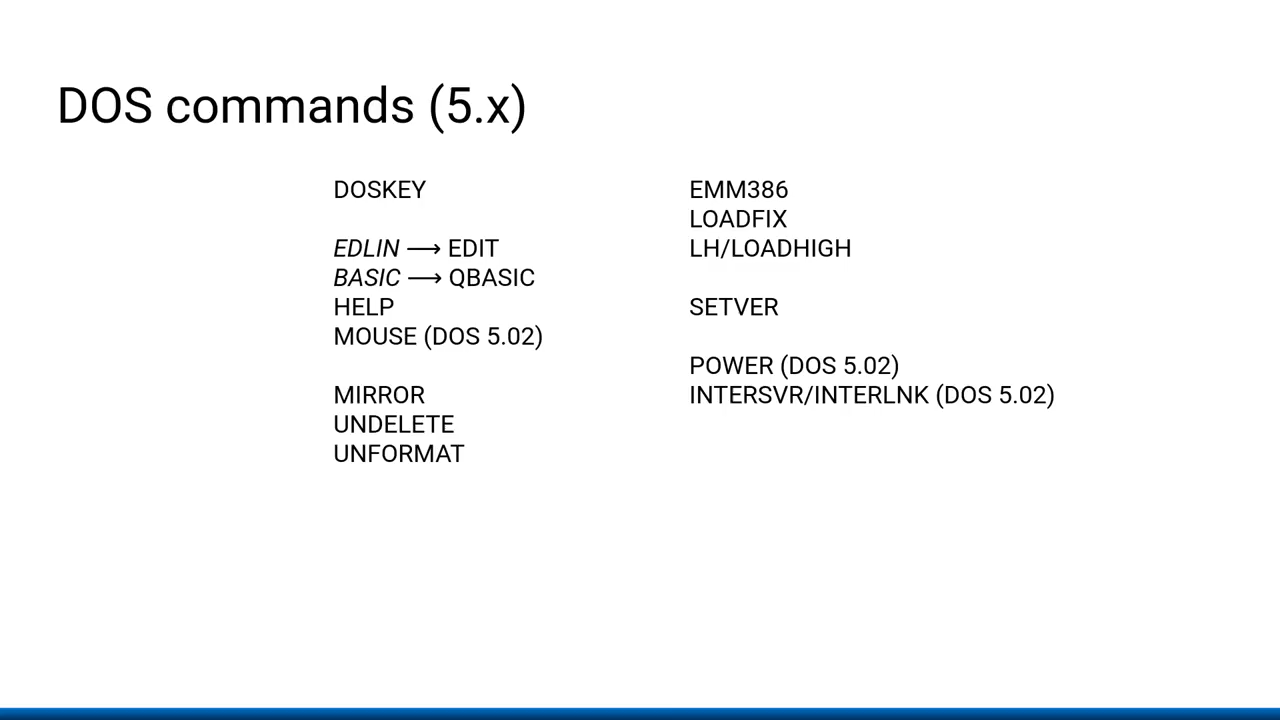 DOS commands (5.x)
DOSKEY
EDLIN ⟶ EDIT
BASIC ⟶ QBASIC
HELP
MOUSE (DOS 5.02)
MIRROR
UNDELETE
UNFORMAT
EMM386
LOADFIX
LH/LOADHIGH
SETVER
POWER (DOS 5.02)
INTERSVR/INTERLNK (DOS 5.02)